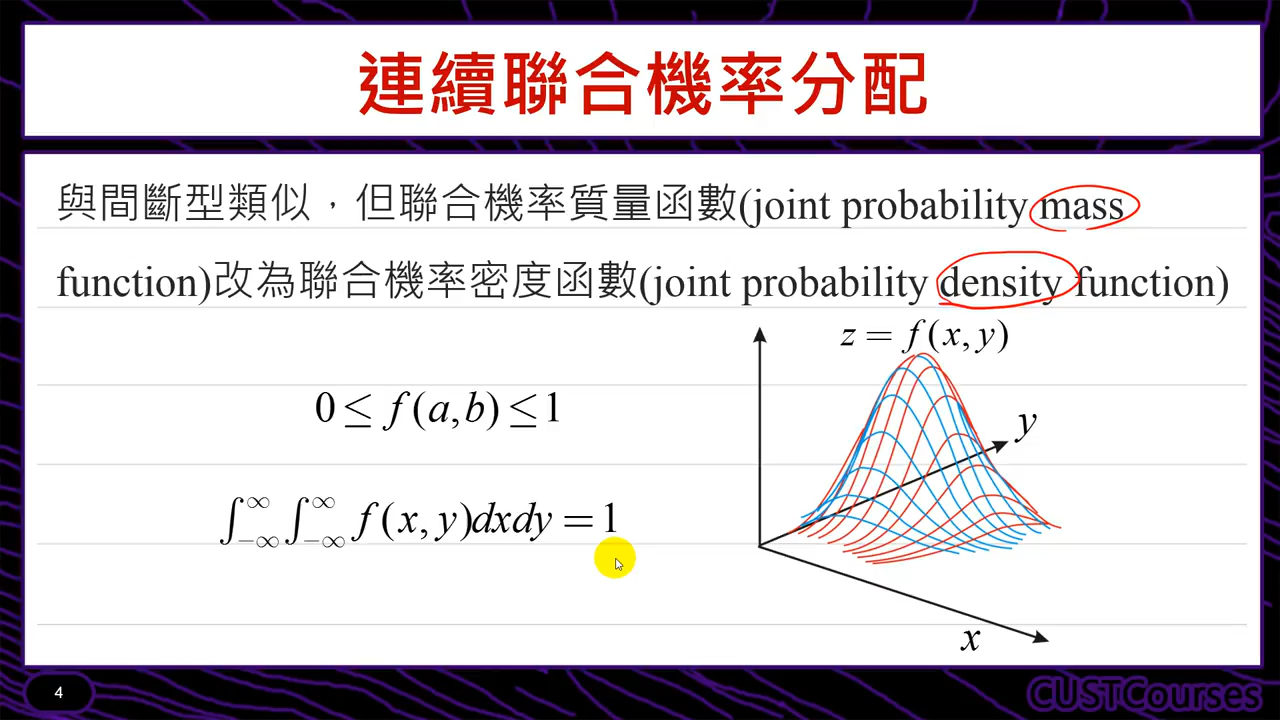 連續聯合機率分配
與間斷型類似，但聯合機率質量函數(joint probability mass
function)改為聯合機率密度函數(joint probability density function)
z = f(x, y)
0 ≤ f(a,b) ≤ 1
y
∫_{-∞}^{∞} ∫_{-∞}^{∞} f(x, y)dxdy = 1
x
4
CUSTCourses